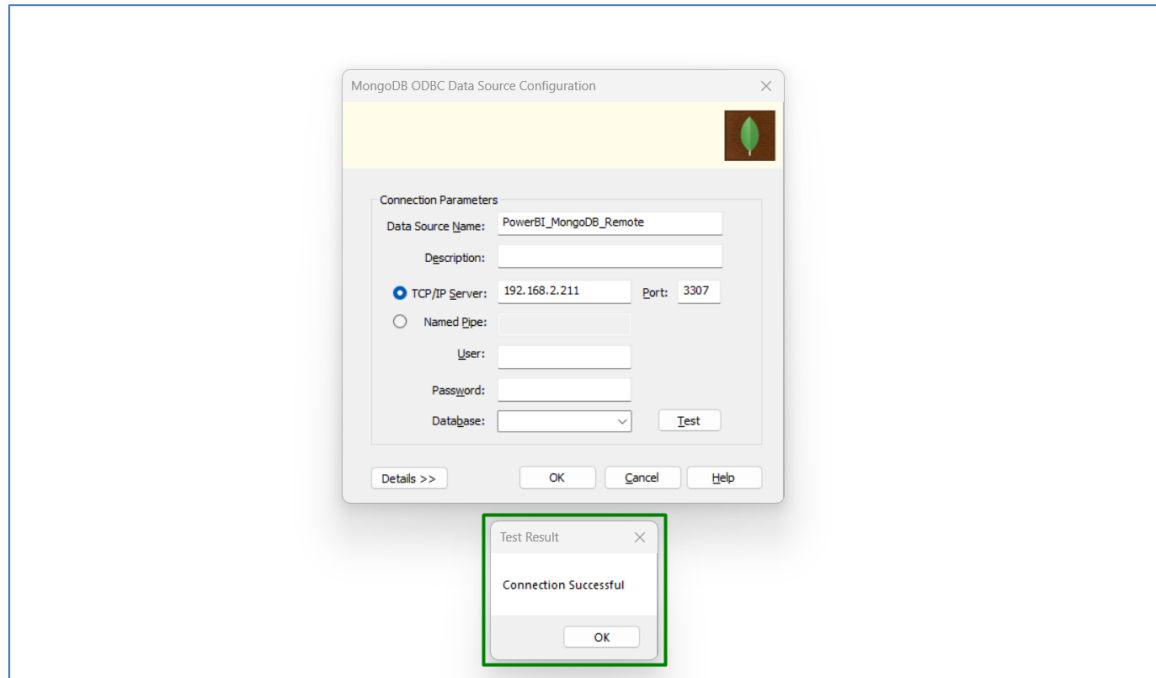 MongoDB ODBC Data Source Configuration
Connection Parameters
Data Source Name: PowerBI_MongoDB_Remote
Description:
TCP/IP Server: 192.168.2.211 Port: 3307
Named Pipe:
User:
Password:
Database: Test
Details >> OK Cancel Help
Test Result
Connection Successful
OK